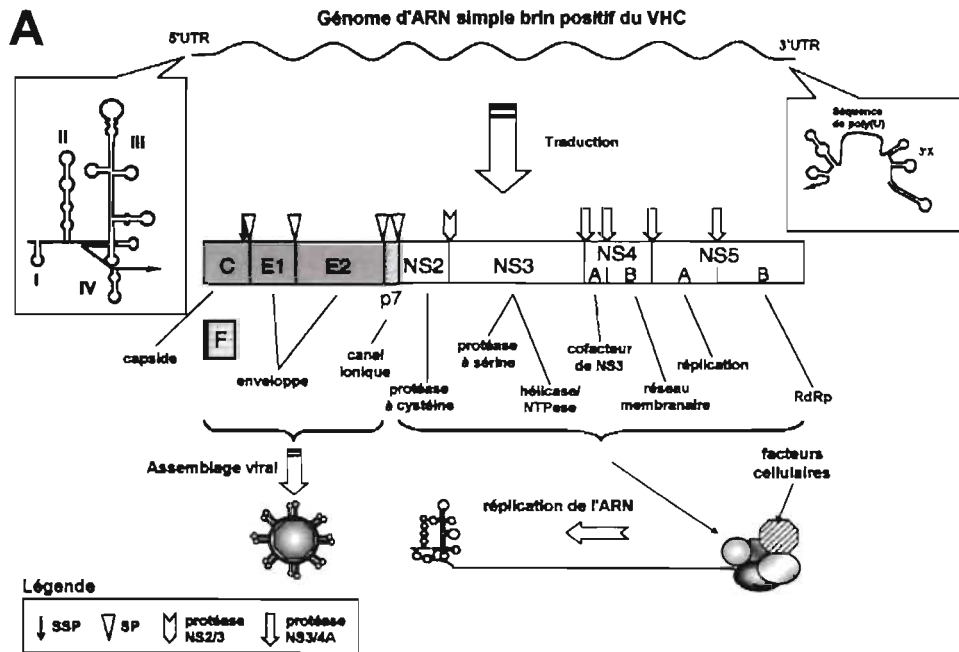 A
Génome d'ARN simple brin positif du VHC
5'UTR
3'UTR
II
III
I
IV
Traduction
Séquence
de poly(U)
3'X
C
E1
E2
p7
NS2
NS3
NS4
A
B
NS5
A
B
F
capside
enveloppe
canal
ionique
protéase
à cystéine
protéase
à sérine
hélicase/
NTPese
cofacteur
de NS3
réseau
membranaire
réplication
RdRp
Assemblage viral
réplication de l'ARN
facteurs
cellulaires
Légende
SSP
SP
protéase
NS2/3
protéase
NS3/4A